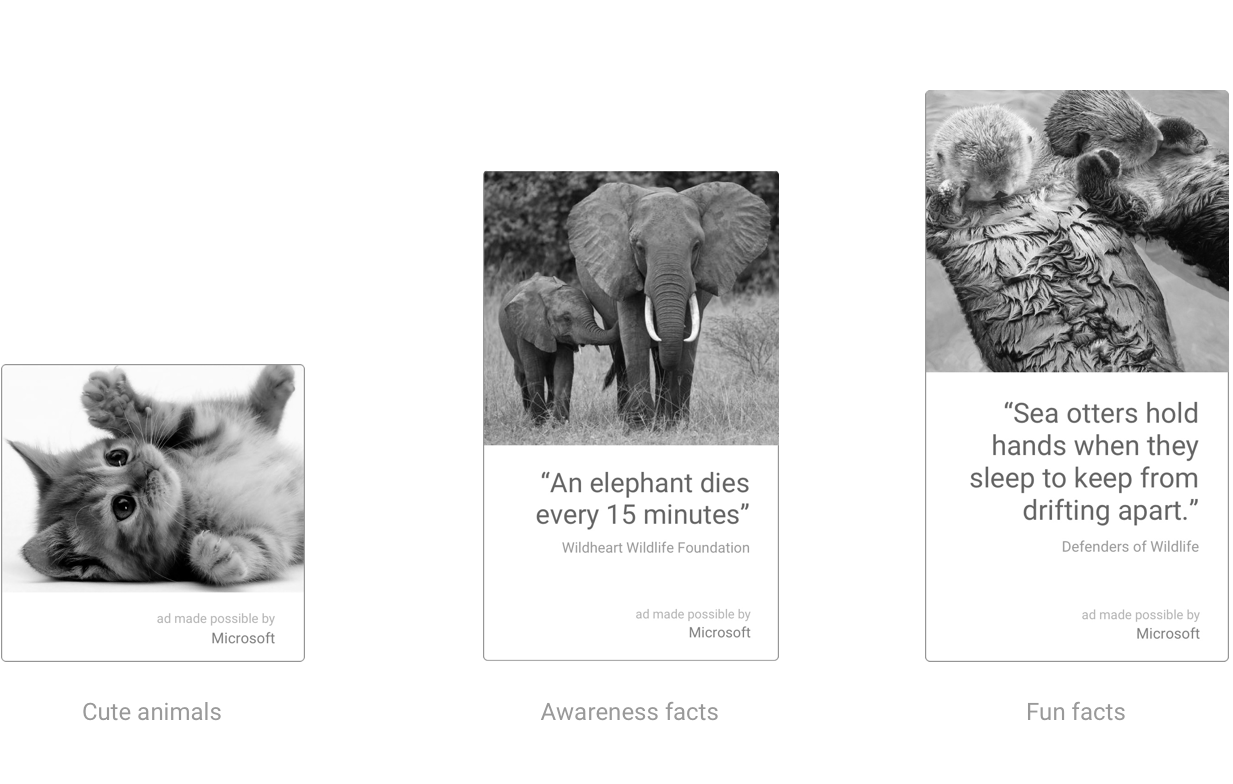 ad made possible by
Microsoft
Cute animals
“An elephant dies
every 15 minutes”
Wildheart Wildlife Foundation
ad made possible by
Microsoft
Awareness facts
“Sea otters hold
hands when they
sleep to keep from
drifting apart.”
Defenders of Wildlife
ad made possible by
Microsoft
Fun facts